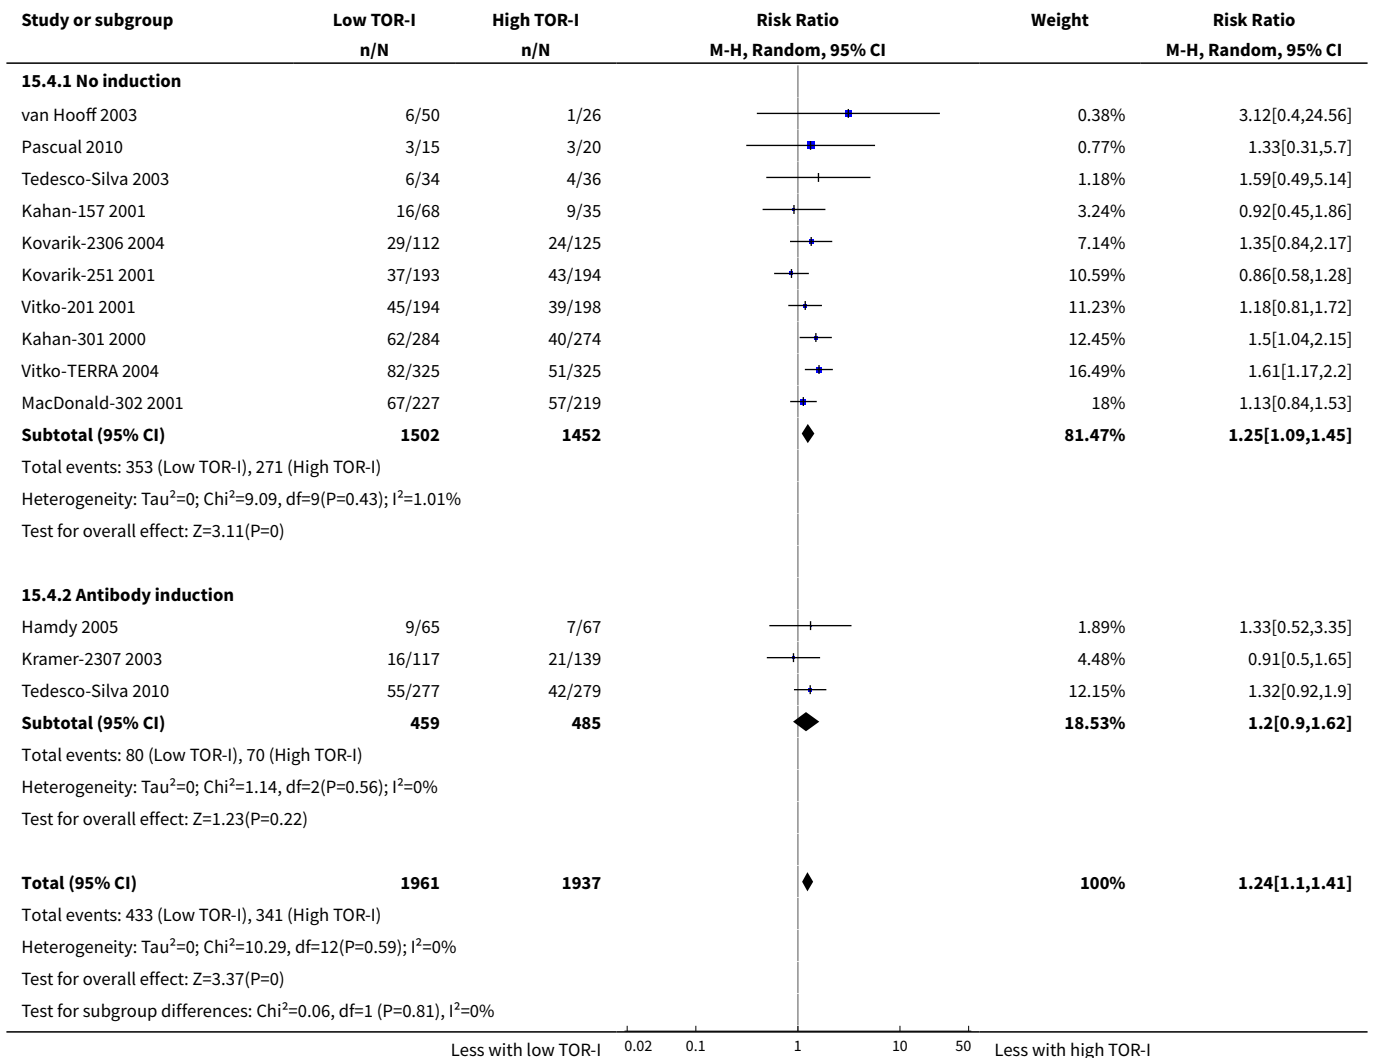 Study or subgroup Low TOR-I High TOR-I Risk Ratio Weight Risk Ratio
n/N n/N M-H, Random, 95% CI M-H, Random, 95% CI
15.4.1 No induction
van Hooff 2003 6/50 1/26 0.38% 3.12[0.4,24.56]
Pascual 2010 3/15 3/20 0.77% 1.33[0.31,5.7]
Tedesco-Silva 2003 6/34 4/36 1.18% 1.59[0.49,5.14]
Kahan-157 2001 16/68 9/35 3.24% 0.92[0.45,1.86]
Kovarik-2306 2004 29/112 24/125 7.14% 1.35[0.84,2.17]
Kovarik-251 2001 37/193 43/194 10.59% 0.86[0.58,1.28]
Vitko-201 2001 45/194 39/198 11.23% 1.18[0.81,1.72]
Kahan-301 2000 62/284 40/274 12.45% 1.5[1.04,2.15]
Vitko-TERRA 2004 82/325 51/325 16.49% 1.61[1.17,2.2]
MacDonald-302 2001 67/227 57/219 18% 1.13[0.84,1.53]
Subtotal (95% CI) 1502 1452 81.47% 1.25[1.09,1.45]
Total events: 353 (Low TOR-I), 271 (High TOR-I)
Heterogeneity: Tau²=0; Chi²=9.09, df=9(P=0.43); I²=1.01%
Test for overall effect: Z=3.11(P=0)
15.4.2 Antibody induction
Hamdy 2005 9/65 7/67 1.89% 1.33[0.52,3.35]
Kramer-2307 2003 16/117 21/139 4.48% 0.91[0.5,1.65]
Tedesco-Silva 2010 55/277 42/279 12.15% 1.32[0.92,1.9]
Subtotal (95% CI) 459 485 18.53% 1.2[0.9,1.62]
Total events: 80 (Low TOR-I), 70 (High TOR-I)
Heterogeneity: Tau²=0; Chi²=1.14, df=2(P=0.56); I²=0%
Test for overall effect: Z=1.23(P=0.22)
Total (95% CI) 1961 1937 100% 1.24[1.1,1.41]
Total events: 433 (Low TOR-I), 341 (High TOR-I)
Heterogeneity: Tau²=0; Chi²=10.29, df=12(P=0.59); I²=0%
Test for overall effect: Z=3.37(P=0)
Test for subgroup differences: Chi²=0.06, df=1 (P=0.81), I²=0%
Less with low TOR-I 0.02 0.1 1 10 50 Less with high TOR-I